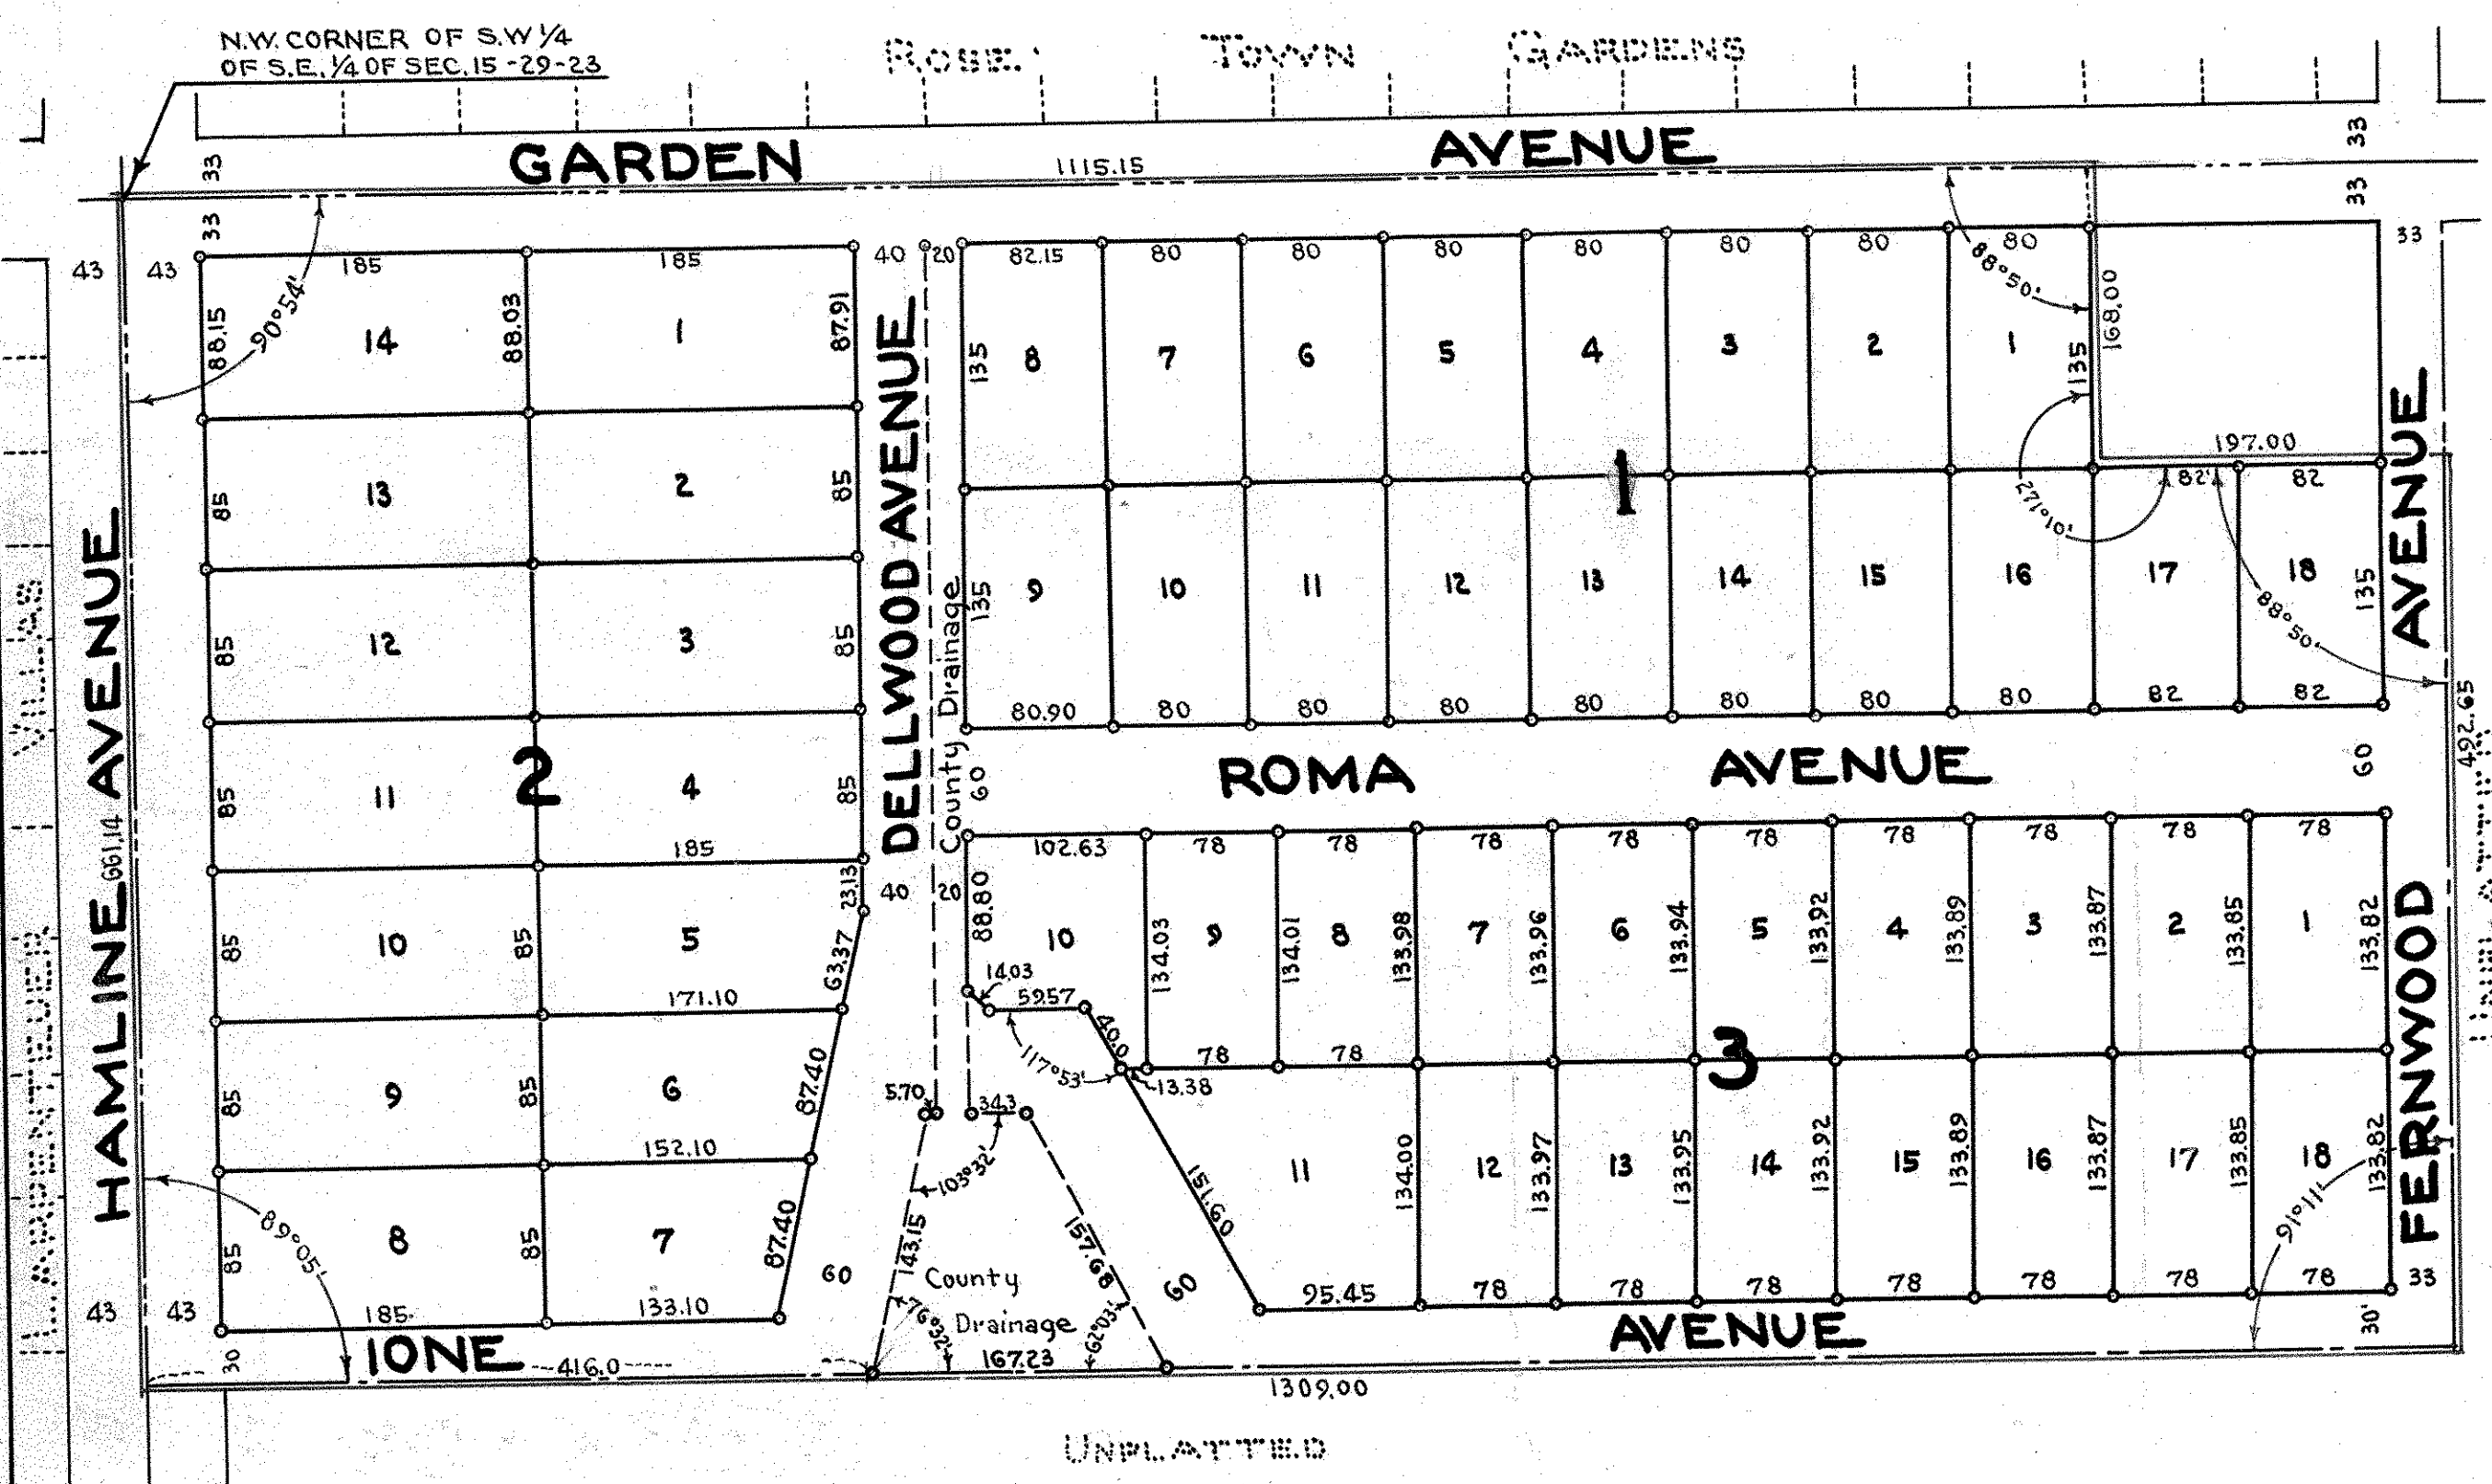 N.W. CORNER OF S.W 1/4
OF S.E. 1/4 OF SEC. 15 -29-23
ROSE TOWN GARDENS
33 33
GARDEN AVENUE
1115.15
33 33
43 43 185 185 40 20 82.15 80 80 80 80 80 80 80 33
90°54' 88°50'
88.15 14 88.03 1 87.91
135 8 7 6 5 4 3 2 1 135 168.00
197.00
85 13 2 85
1
82' 82
271°10'
88°50'
85 12 3 85
135 9 10 11 12 13 14 15 16 17 18 135
80.90 80 80 80 80 80 80 80 82 82
HAMLINE AVENUE
661.14
DELLWOOD AVENUE
County Drainage
FERNWOOD AVENUE
492.65
VILLAS
60 ROMA AVENUE 60
2
85 11 4 85
185
102.63 78 78 78 78 78 78 78 78 78
23.13 40 20 88.80
85 10 85 5 63.37
171.10
10 134.03 9 134.01 8 133.98 7 133.96 6 133.94 5 133.92 4 133.89 3 133.87 2 133.85 1 133.82
14.03 59.57
40.0
117°53' 78 78
13.38
3
85 9 85 6 87.40
152.10
5.70 34.3
103°32'
85 8 85 7 87.40
89°05'
143.15 157.68 151.60
11 134.00 12 133.97 13 133.95 14 133.92 15 133.89 16 133.87 17 133.85 18 133.82
91°11'
43 43 185 133.10 60
County
Drainage
76°32' 62°03'
60
95.45 78 78 78 78 78 78 78 33
30 IONE AVENUE 30'
416.0 167.23
1309.00
UNPLATTED